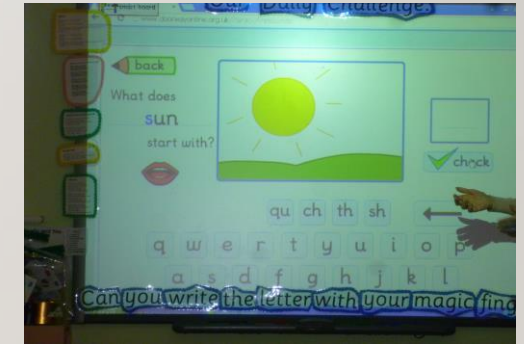 Our Daily Challenge:
back
What does
sun
start with?
check
qu ch th sh
q w e r t y u i o p
a s d f g h j k l
Can you write the letter with your magic fing